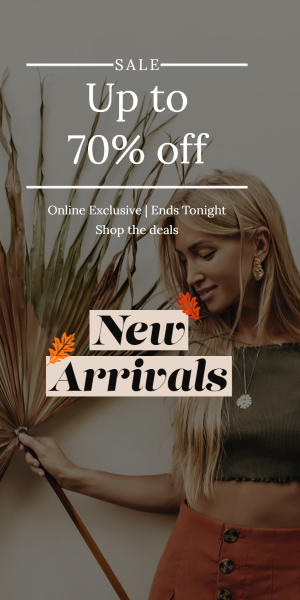 SALE
Up to
70% off
Online Exclusive | Ends Tonight
Shop the deals
New
Arrivals